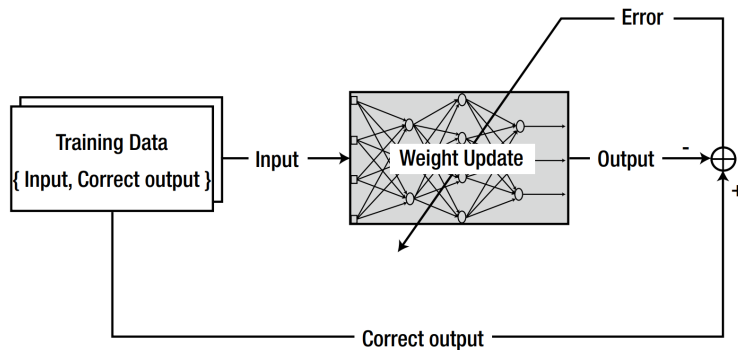 Error
Training Data
{ Input, Correct output }
Input
Weight Update
Output
-
+
Correct output